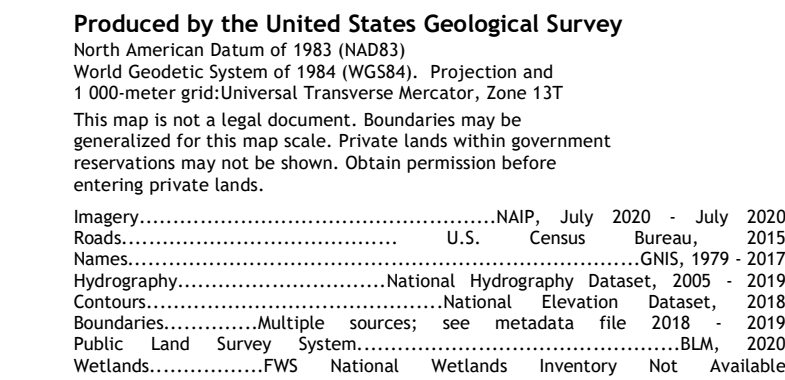 Produced by the United States Geological Survey
North American Datum of 1983 (NAD83)
World Geodetic System of 1984 (WGS84). Projection and
1 000-meter grid:Universal Transverse Mercator, Zone 13T
This map is not a legal document. Boundaries may be
generalized for this map scale. Private lands within government
reservations may not be shown. Obtain permission before
entering private lands.
Imagery.....................................................NAIP, July 2020 - July 2020
Roads......................................... U.S. Census Bureau, 2015
Names............................................................................GNIS, 1979 - 2017
Hydrography...............................National Hydrography Dataset, 2005 - 2019
Contours............................................National Elevation Dataset, 2018
Boundaries..............Multiple sources; see metadata file 2018 - 2019
Public Land Survey System................................................BLM, 2020
Wetlands.................FWS National Wetlands Inventory Not Available